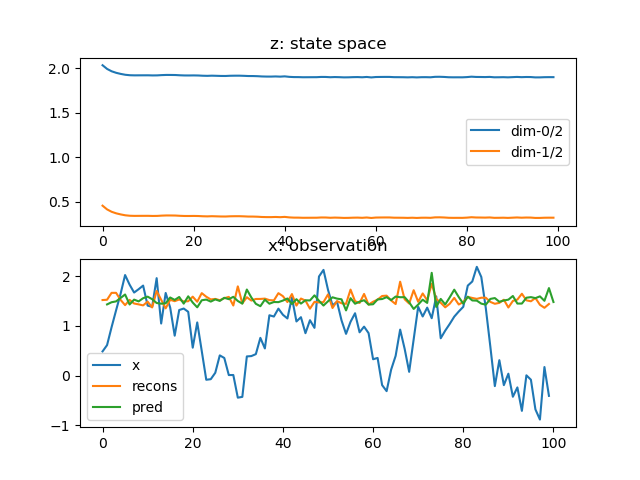 z: state space
2.0
1.5
1.0
0.5
dim-0/2
dim-1/2
0 20 40 60 80 100
x: observation
2
1
0
−1
x
recons
pred
0 20 40 60 80 100